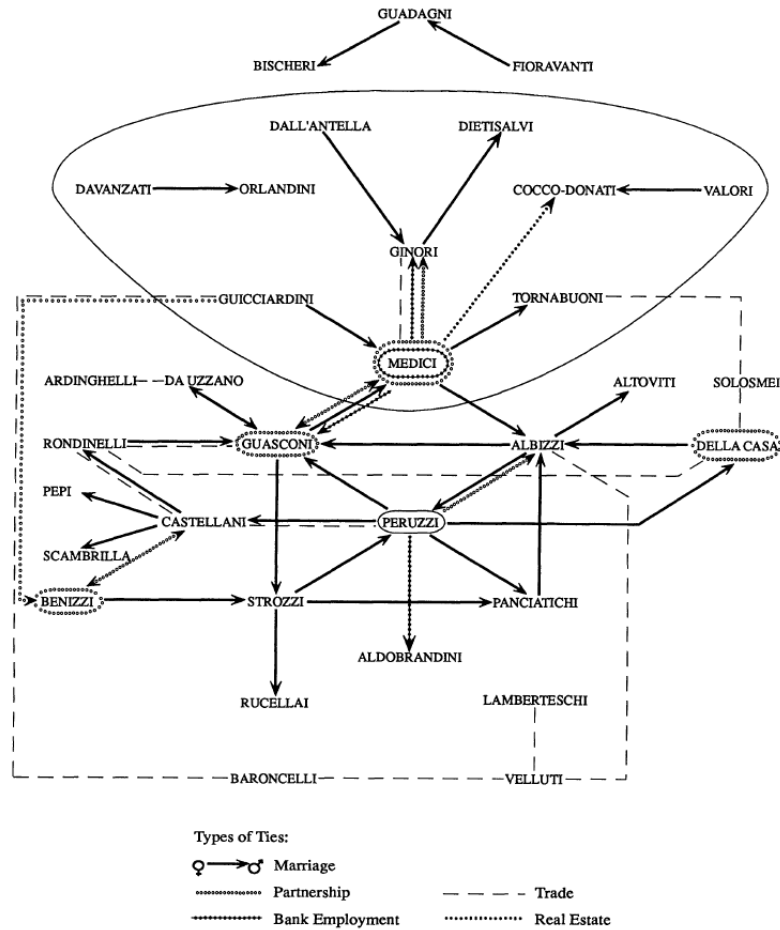 GUADAGNI
BISCHERI
FIORAVANTI
DALL'ANTELLA
DIETISALVI
DAVANZATI
ORLANDINI
COCCO-DONATI
VALORI
GINORI
GUICCIARDINI
TORNABUONI
MEDICI
ARDINGHELLI
DA UZZANO
ALTOVITI
SOLOSMEI
RONDINELLI
GUASCONI
ALBIZZI
DELLA CASA
PEPI
CASTELLANI
PERUZZI
SCAMBRILLA
BENIZZI
STROZZI
PANCIATICHI
ALDOBRANDINI
RUCELLAI
LAMBERTESCHI
BARONCELLI
VELLUTI
Types of Ties:
♀ ♂ Marriage
Partnership
Trade
Bank Employment
Real Estate